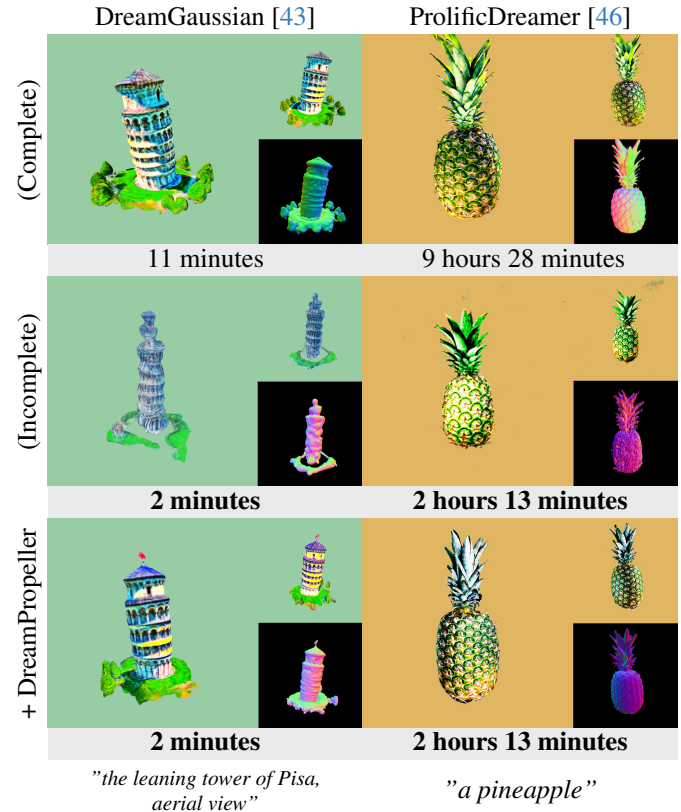 DreamGaussian [43] ProlificDreamer [46]
(Complete)
11 minutes 9 hours 28 minutes
(Incomplete)
2 minutes 2 hours 13 minutes
+ DreamPropeller
2 minutes 2 hours 13 minutes
”the leaning tower of Pisa,
aerial view” ”a pineapple”